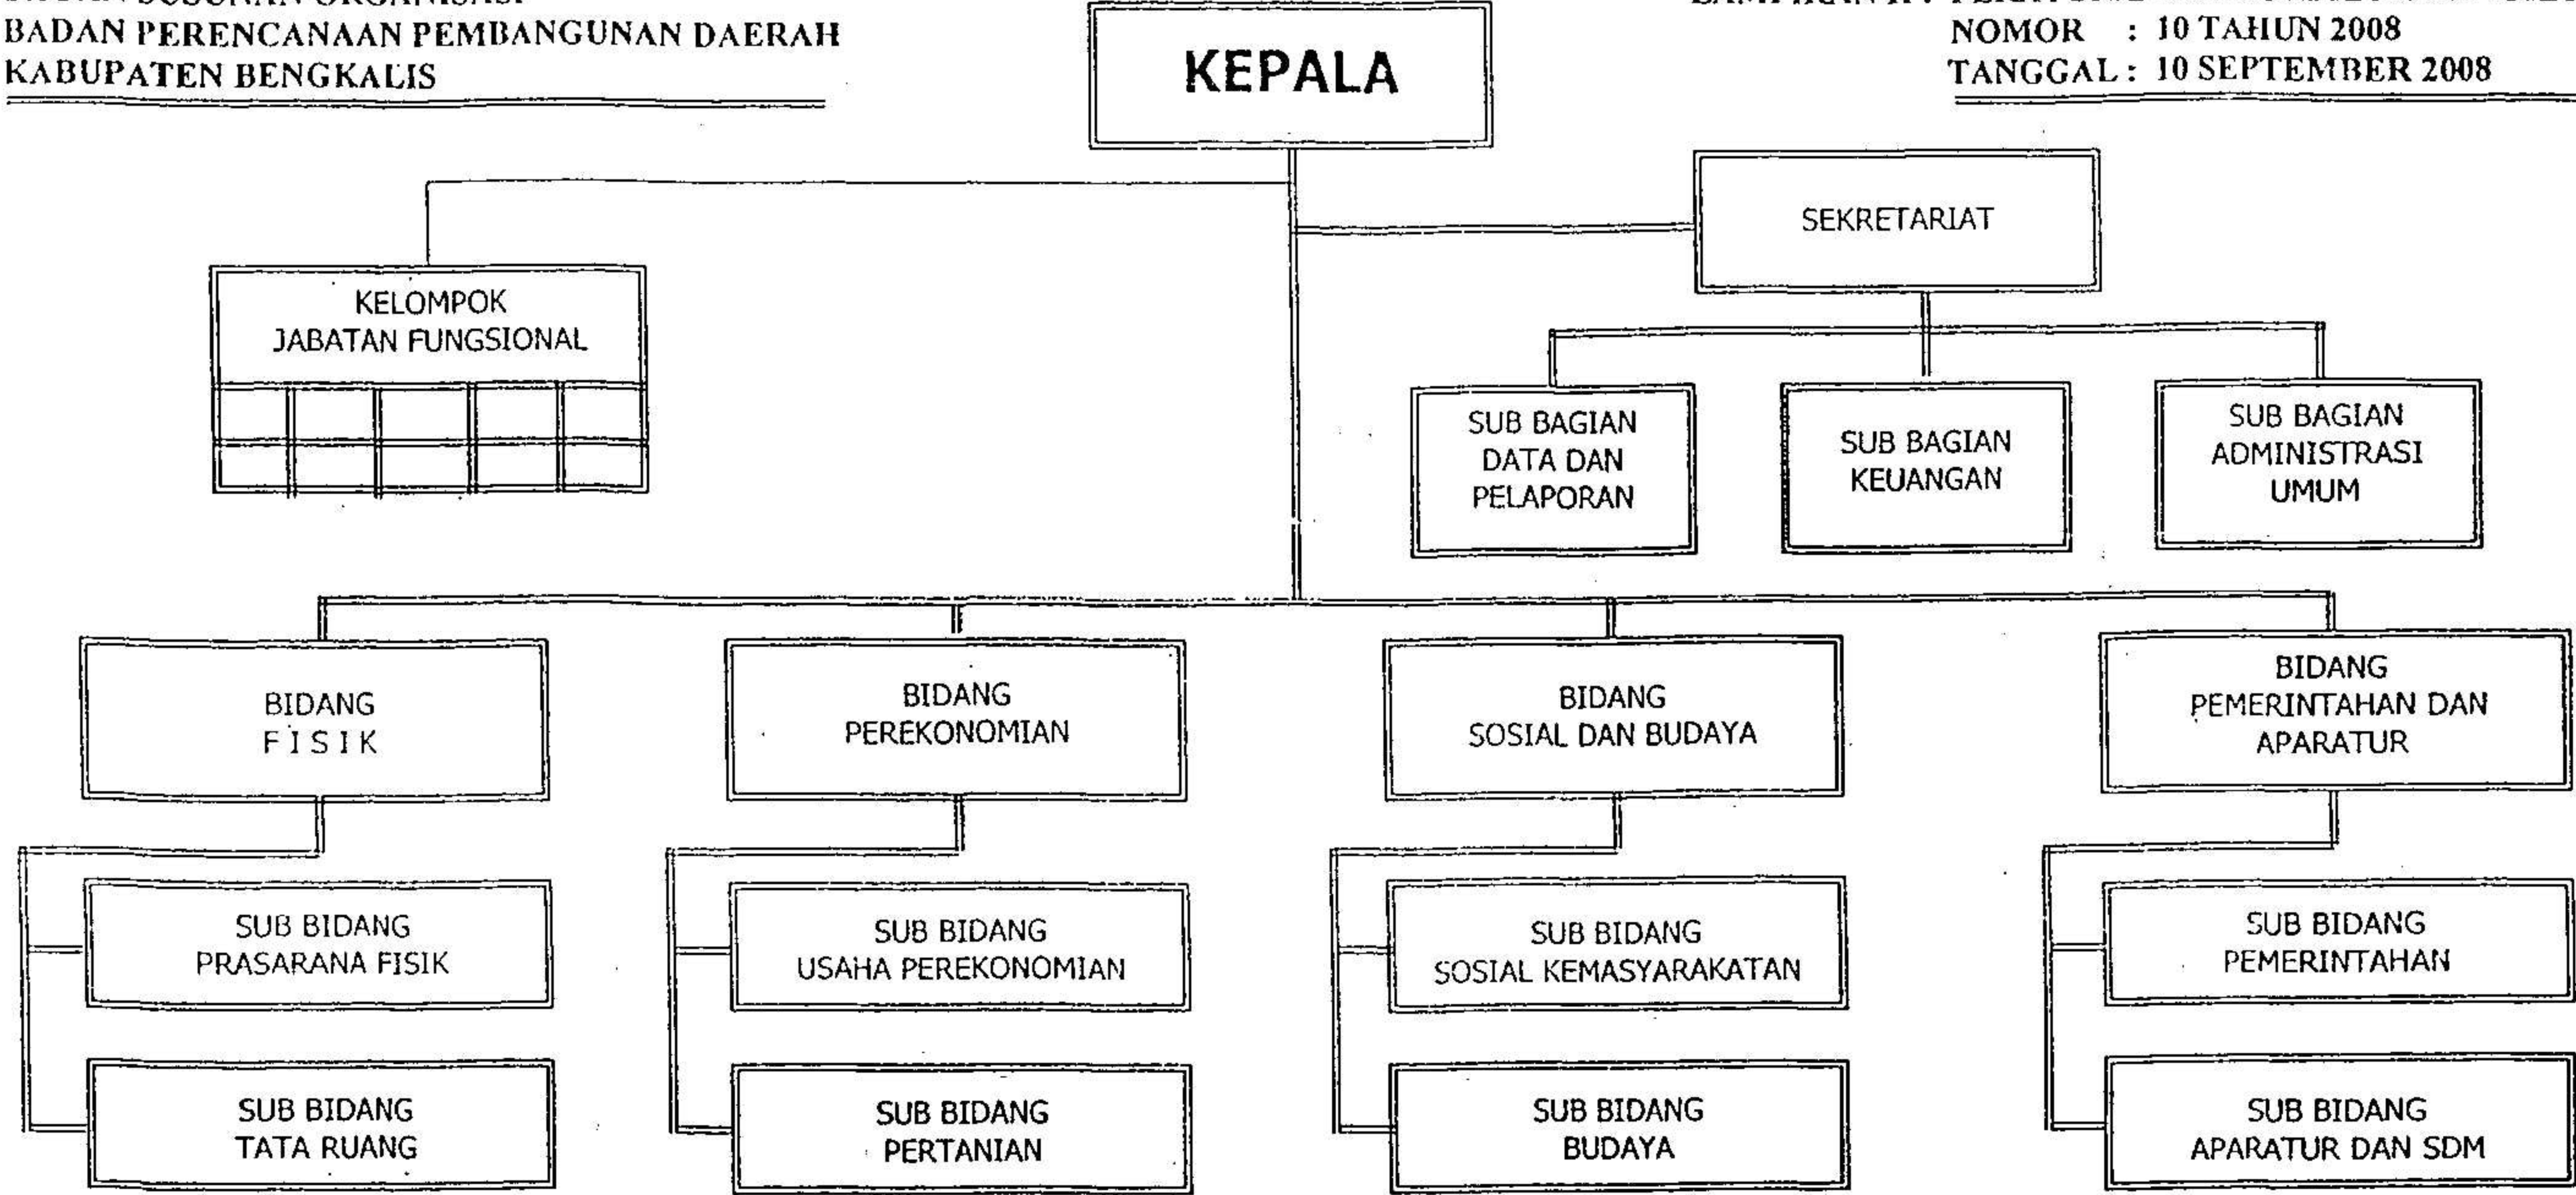 BADAN PERENCANAAN PEMBANGUNAN DAERAH
KABUPATEN BENGKALIS
NOMOR : 10 TAHUN 2008
TANGGAL : 10 SEPTEMBER 2008
KEPALA
SEKRETARIAT
KELOMPOK
JABATAN FUNGSIONAL
SUB BAGIAN
DATA DAN
PELAPORAN
SUB BAGIAN
KEUANGAN
SUB BAGIAN
ADMINISTRASI
UMUM
BIDANG
F I S I K
BIDANG
PEREKONOMIAN
BIDANG
SOSIAL DAN BUDAYA
BIDANG
PEMERINTAHAN DAN
APARATUR
SUB BIDANG
PRASARANA FISIK
SUB BIDANG
USAHA PEREKONOMIAN
SUB BIDANG
SOSIAL KEMASYARAKATAN
SUB BIDANG
PEMERINTAHAN
SUB BIDANG
TATA RUANG
SUB BIDANG
PERTANIAN
SUB BIDANG
BUDAYA
SUB BIDANG
APARATUR DAN SDM